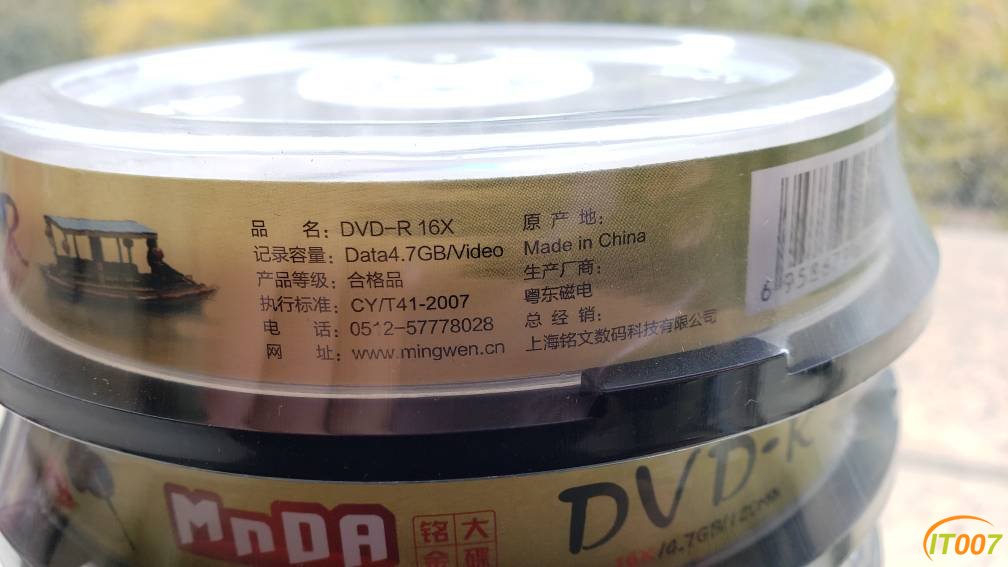 品 名: DVD-R 16X
记录容量: Data4.7GB/Video
产品等级: 合格品
执行标准: CY/T41-2007
电 话: 0512-57778028
网 址: www.mingwen.cn
原 产 地:
Made in China
生产厂商:
粤东磁电
总 经 销:
上海铭文数码科技有限公司
MnDA
铭大
金碟
DVD-R
/4.7GB/120Min
IT007